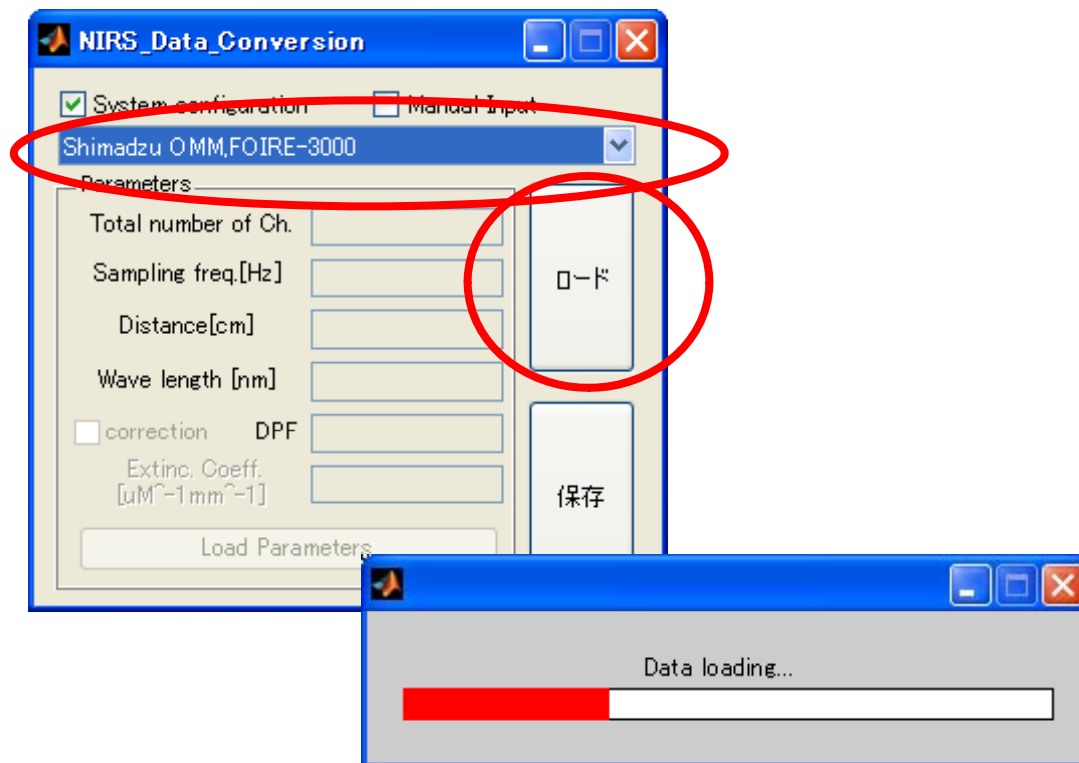 NIRS_Data_Conversion
System configuration
Manual Input
Shimadzu OMM,FOIRE-3000
Parameters
Total number of Ch.
Sampling freq.[Hz]
Distance[cm]
Wave length [nm]
correction
DPF
Extinc. Coeff.
[uM^-1mm^-1]
Load Parameters
ロード
保存
Data loading...